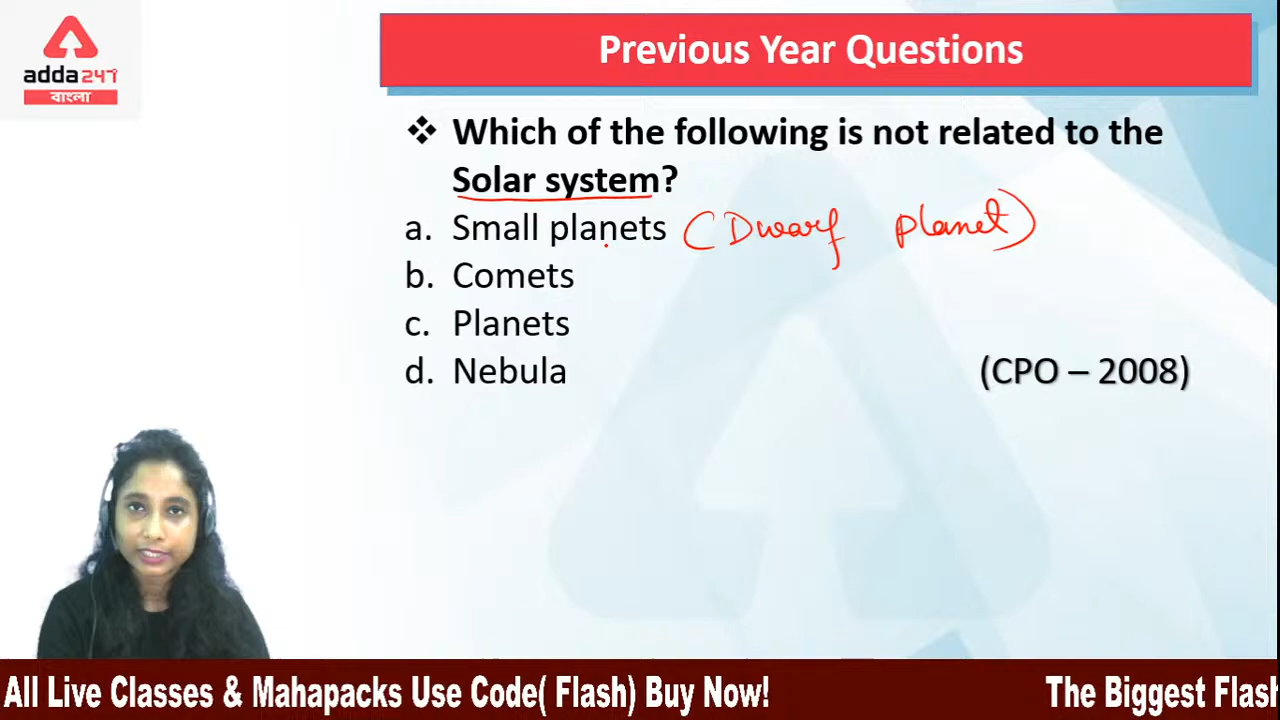 adda247
বাংলা
Previous Year Questions
❖ Which of the following is not related to the
Solar system?
a. Small planets (Dwarf planet)
b. Comets
c. Planets
d. Nebula (CPO – 2008)
All Live Classes & Mahapacks Use Code( Flash) Buy Now! The Biggest Flash